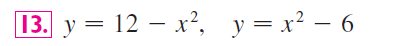 13. y = 12 − x², y = x² − 6